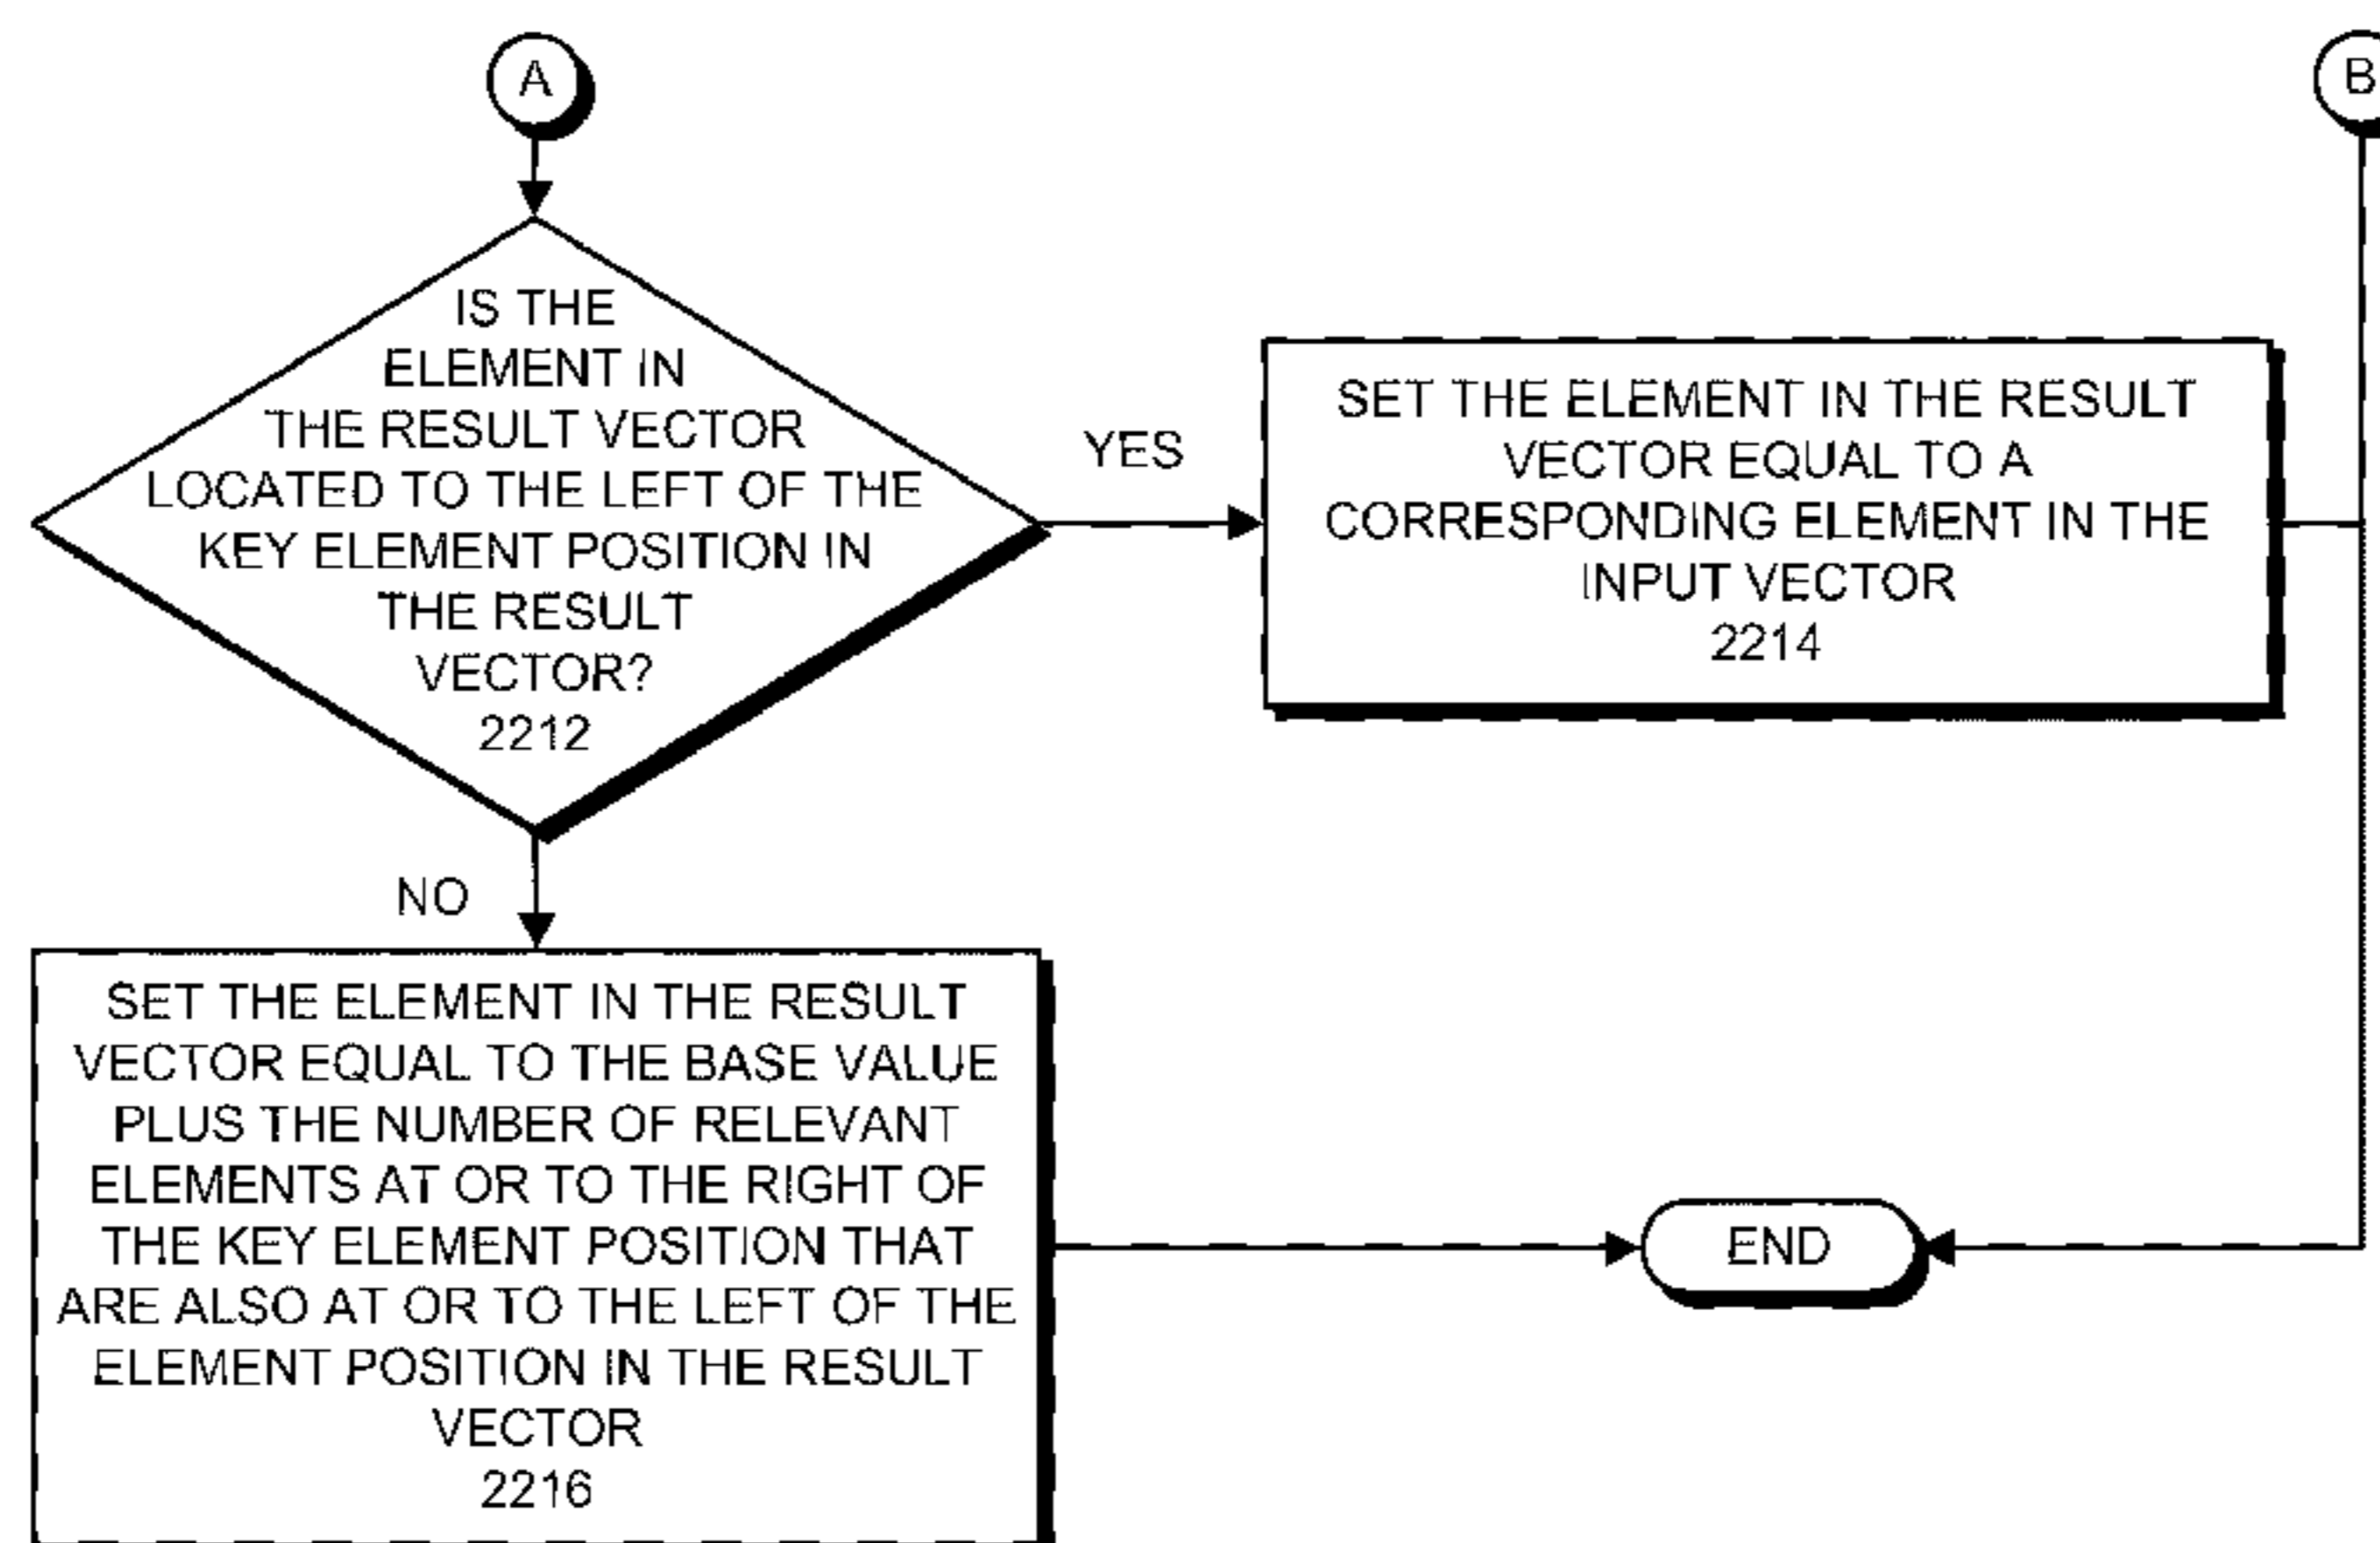 A
B
IS THE
ELEMENT IN
THE RESULT VECTOR
LOCATED TO THE LEFT OF THE
KEY ELEMENT POSITION IN
THE RESULT
VECTOR?
2212
YES
SET THE ELEMENT IN THE RESULT
VECTOR EQUAL TO A
CORRESPONDING ELEMENT IN THE
INPUT VECTOR
2214
NO
SET THE ELEMENT IN THE RESULT
VECTOR EQUAL TO THE BASE VALUE
PLUS THE NUMBER OF RELEVANT
ELEMENTS AT OR TO THE RIGHT OF
THE KEY ELEMENT POSITION THAT
ARE ALSO AT OR TO THE LEFT OF THE
ELEMENT POSITION IN THE RESULT
VECTOR
2216
END